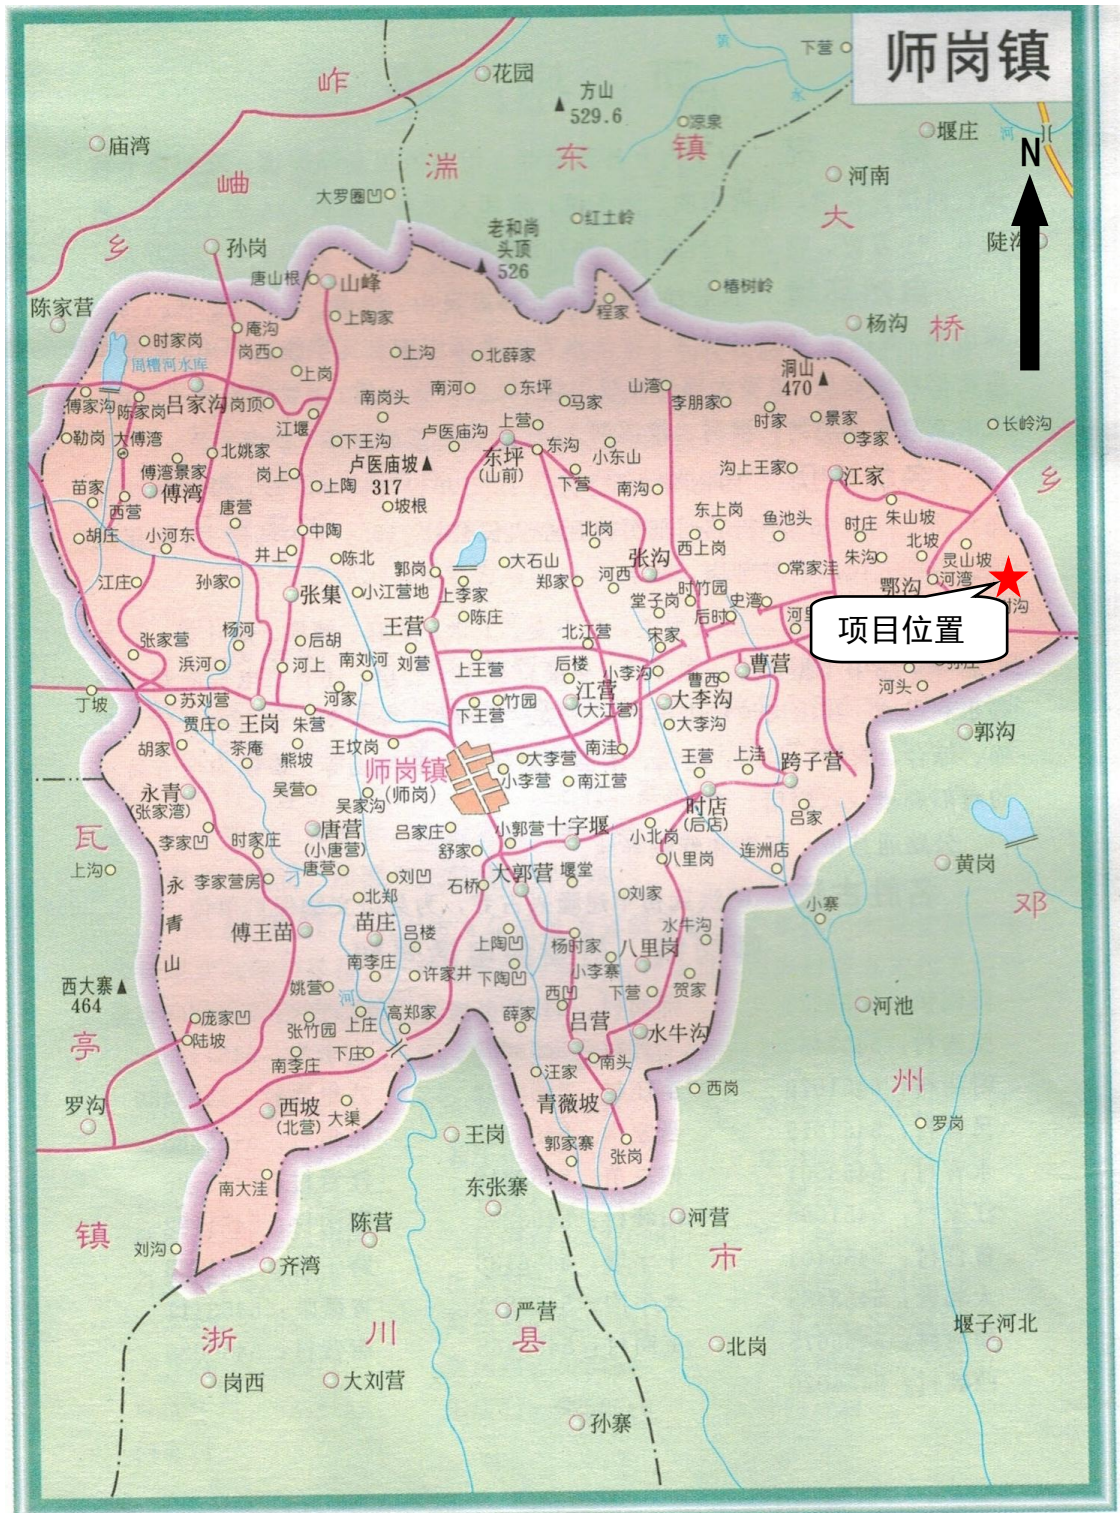 师岗镇
N
下营
黄
水
河
花园
方山
529.6
凉泉
堰庄
岞
庙湾
湍
东
镇
河南
岫
大罗圈凹
红土岭
大
乡
孙岗
老和尚
头顶
526
唐山根
山峰
椿树岭
陈家营
上陶家
程家
杨沟
桥
时家岗
庵沟
岗西
上沟
北薛家
周槽河水库
上岗
洞山
470
傅家沟
陈家岗
吕家沟
岗顶
南岗头
南河
东坪
马家
山湾
李朋家
时家
景家
长岭沟
勒岗
大傅湾
江堰
下王沟
卢医庙沟
上营
东坪
(山前)
东沟
小东山
李家
北姚家
傅湾景家
卢医庙坡
317
下营
沟上王家
江家
乡
苗家
傅湾
岗上
上陶
南沟
西营
唐营
坡根
东上岗
鱼池头
时庄
朱山坡
胡庄
小河东
中陶
北岗
西上岗
朱沟
北坡
灵山坡
井上
陈北
郭岗
大石山
张沟
常家洼
江庄
孙家
张集
小江营地
上李家
郑家
河西
时竹园
鄂沟
河湾
堂子岗
史湾
杨河
后胡
王营
陈庄
后时
项目位置
张家营
北江营
宋家
浜河
河上
南刘河
刘营
上王营
后楼
小李沟
曹营
曹西
河头
丁坡
苏刘营
王岗
河家
竹园
江营
(大江营)
大李沟
贾庄
朱营
下王营
大李沟
郭沟
胡家
茶庵
熊坡
王坟岗
南洼
王营
上洼
跨子营
师岗镇
(师岗)
大李营
小李营
南江营
永青
(张家湾)
吴营
吴家沟
时店
(后店)
吕家
瓦
李家凹
时家庄
唐营
(小唐营)
吕家庄
小郭营
十字堰
小北岗
上沟
唐营
舒家
八里岗
连洲店
黄岗
永
青
山
李家营房
刁
刘凹
石桥
大郭营
堰堂
刘家
小寨
邓
北郑
傅王苗
苗庄
吕楼
上陶凹
杨时家
八里岗
水牛沟
西大寨
464
南李庄
许家井
下陶凹
小李寨
姚营
河
西凹
下营
贺家
河池
庞家凹
张竹园
上庄
高郑家
薛家
吕营
水牛沟
亭
陆坡
南李庄
下庄
汪家
南头
州
罗沟
西坡
(北营)
大渠
青薇坡
西岗
罗岗
王岗
郭家寨
张岗
南大洼
东张寨
镇
陈营
河营
刘沟
齐湾
市
严营
浙
川
县
北岗
堰子河北
岗西
大刘营
孙寨